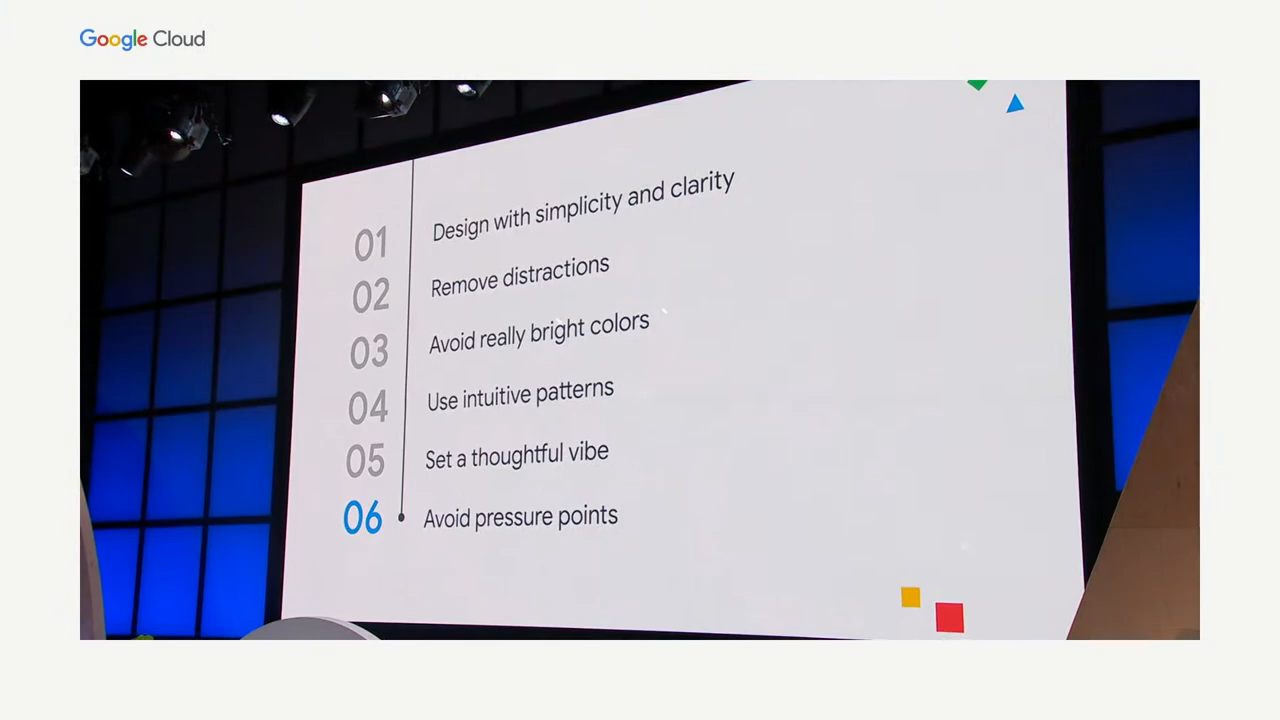 Google Cloud
01 Design with simplicity and clarity
02 Remove distractions
03 Avoid really bright colors
04 Use intuitive patterns
05 Set a thoughtful vibe
06 Avoid pressure points